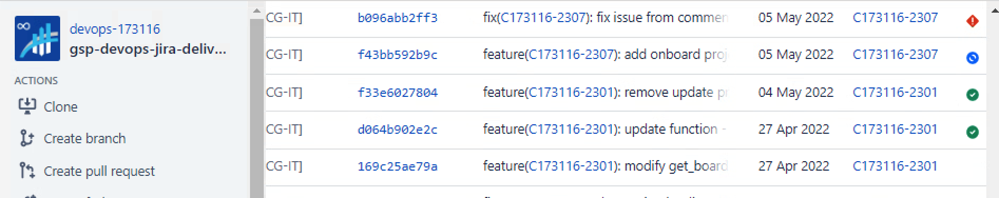 devops-173116
gsp-devops-jira-deliv...
ACTIONS
Clone
Create branch
Create pull request
CG-IT] b096abb2ff3 fix(C173116-2307): fix issue from commen 05 May 2022 C173116-2307
CG-IT] f43bb592b9c feature(C173116-2307): add onboard proj 05 May 2022 C173116-2307
CG-IT] f33e6027804 feature(C173116-2301): remove update pr 04 May 2022 C173116-2301
CG-IT] d064b902e2c feature(C173116-2301): update function - 27 Apr 2022 C173116-2301
CG-IT] 169c25ae79a feature(C173116-2301): modify get_board 27 Apr 2022 C173116-2301